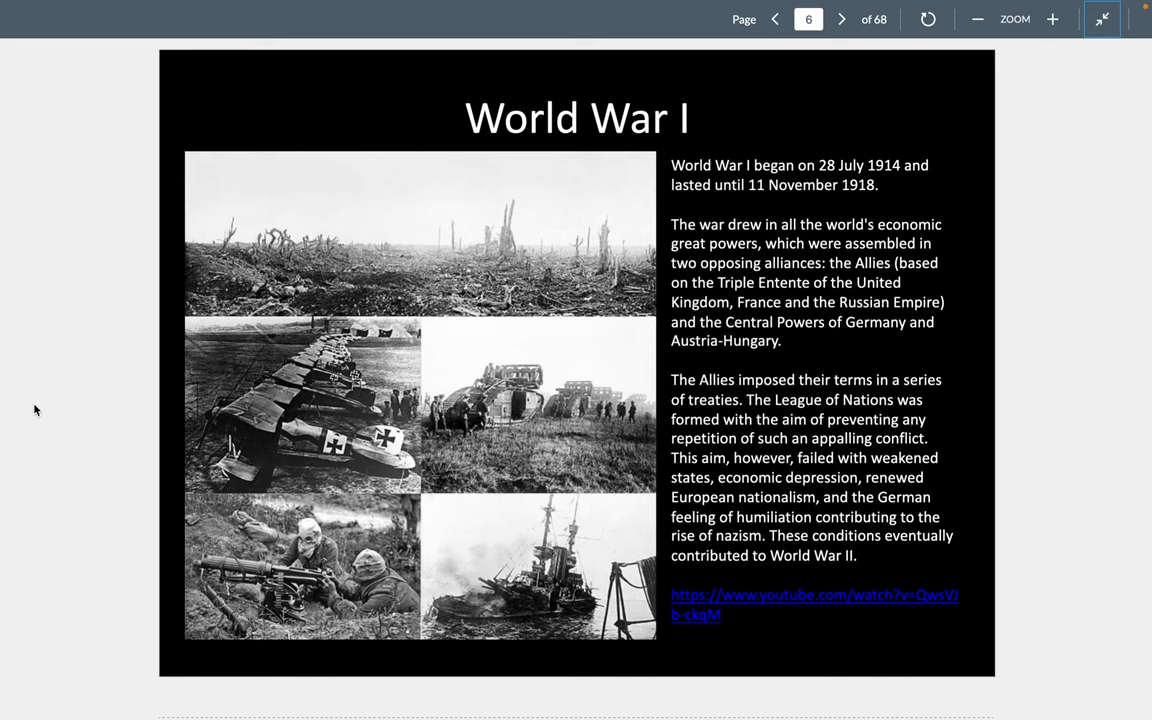 Page 6 of 68 ZOOM
World War I
World War I began on 28 July 1914 and
lasted until 11 November 1918.
The war drew in all the world's economic
great powers, which were assembled in
two opposing alliances: the Allies (based
on the Triple Entente of the United
Kingdom, France and the Russian Empire)
and the Central Powers of Germany and
Austria-Hungary.
The Allies imposed their terms in a series
of treaties. The League of Nations was
formed with the aim of preventing any
repetition of such an appalling conflict.
This aim, however, failed with weakened
states, economic depression, renewed
European nationalism, and the German
feeling of humiliation contributing to the
rise of nazism. These conditions eventually
contributed to World War II.
https://www.youtube.com/watch?v=QwsVJ
b-ckqM